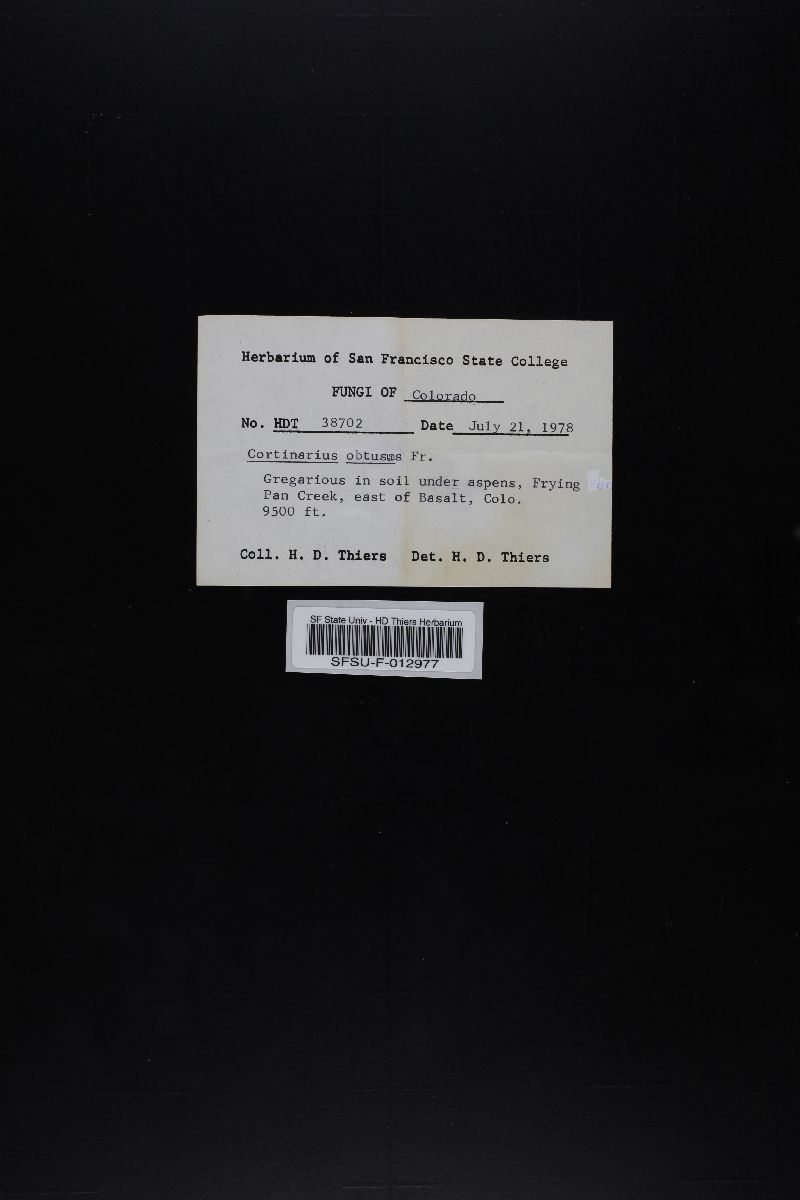 Herbarium of San Francisco State College
FUNGI OF Colorado
No. HDT 38702 Date July 21, 1978
Cortinarius obtusus Fr.
Gregarious in soil under aspens, Frying
Pan Creek, east of Basalt, Colo.
9500 ft.
Coll. H. D. Thiers Det. H. D. Thiers
SF State Univ - HD Thiers Herbarium
SFSU-F-012977